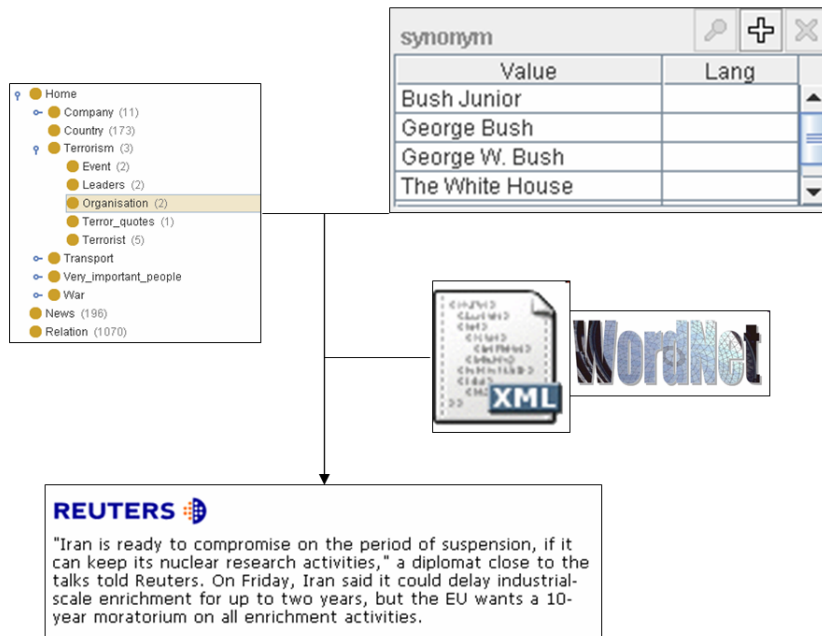 synonym
Value Lang
Bush Junior
George Bush
George W. Bush
The White House
Home
Company (11)
Country (173)
Terrorism (3)
Event (2)
Leaders (2)
Organisation (2)
Terror_quotes (1)
Terrorist (5)
Transport
Very_important_people
War
News (196)
Relation (1070)
XML
WordNet
REUTERS
"Iran is ready to compromise on the period of suspension, if it
can keep its nuclear research activities," a diplomat close to the
talks told Reuters. On Friday, Iran said it could delay industrial-
scale enrichment for up to two years, but the EU wants a 10-
year moratorium on all enrichment activities.